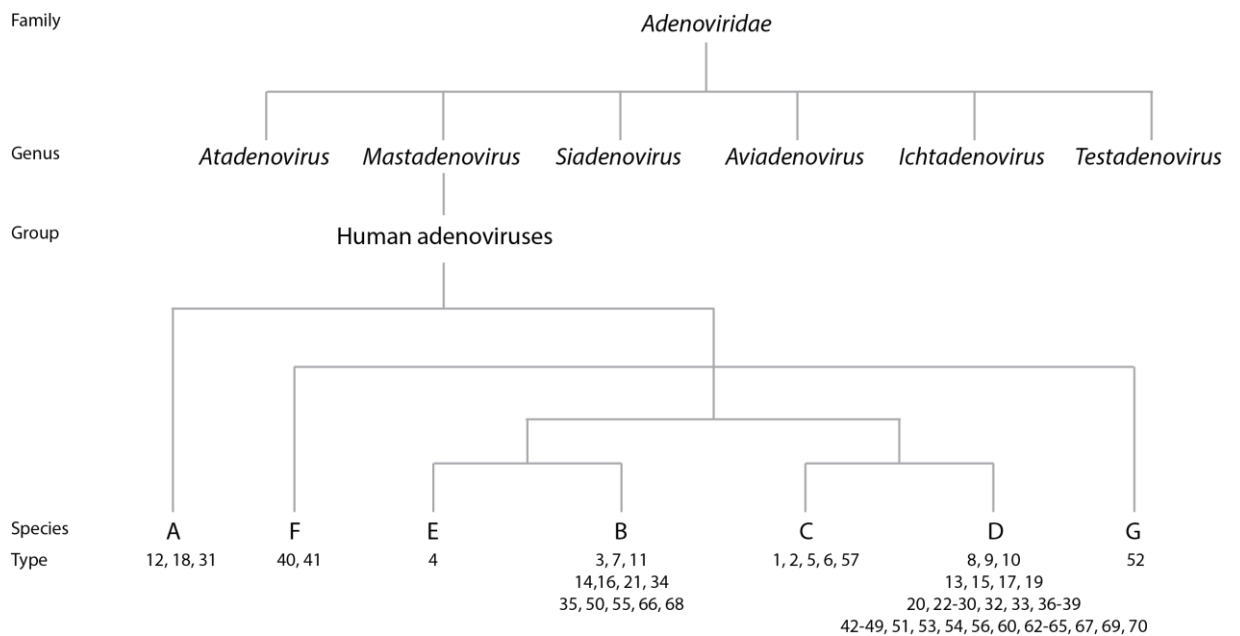 Family Adenoviridae
Genus Atadenovirus Mastadenovirus Siadenovirus Aviadenovirus Ichtadenovirus Testadenovirus
Group Human adenoviruses
Species A F E B C D G
Type 12, 18, 31 40, 41 4 3, 7, 11 1, 2, 5, 6, 57 8, 9, 10 52
14,16, 21, 34 13, 15, 17, 19
35, 50, 55, 66, 68 20, 22-30, 32, 33, 36-39
42-49, 51, 53, 54, 56, 60, 62-65, 67, 69, 70